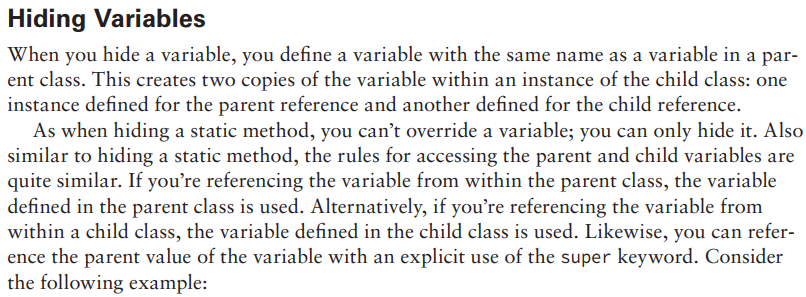 Hiding Variables
When you hide a variable, you define a variable with the same name as a variable in a par-
ent class. This creates two copies of the variable within an instance of the child class: one
instance defined for the parent reference and another defined for the child reference.
As when hiding a static method, you can’t override a variable; you can only hide it. Also
similar to hiding a static method, the rules for accessing the parent and child variables are
quite similar. If you’re referencing the variable from within the parent class, the variable
defined in the parent class is used. Alternatively, if you’re referencing the variable from
within a child class, the variable defined in the child class is used. Likewise, you can refer-
ence the parent value of the variable with an explicit use of the super keyword. Consider
the following example: